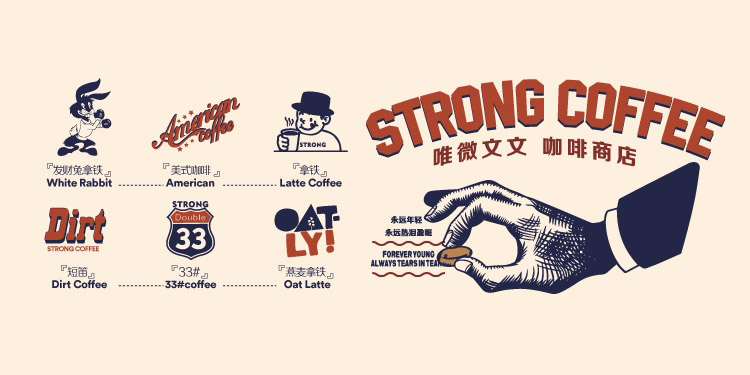 American
coffee
STRONG
『发财兔拿铁』
White Rabbit
『美式咖啡』
American
『拿铁』
Latte Coffee
Dirt
STRONG COFFEE
STRONG
Double
33
OAT-
LY!
『短笛』
Dirt Coffee
『33#』
33#coffee
『燕麦拿铁』
Oat Latte
STRONG COFFEE
唯微文文 咖啡商店
永远年轻
永远热泪盈眶
FOREVER YOUNG
ALWAYS TEARS IN TEAR